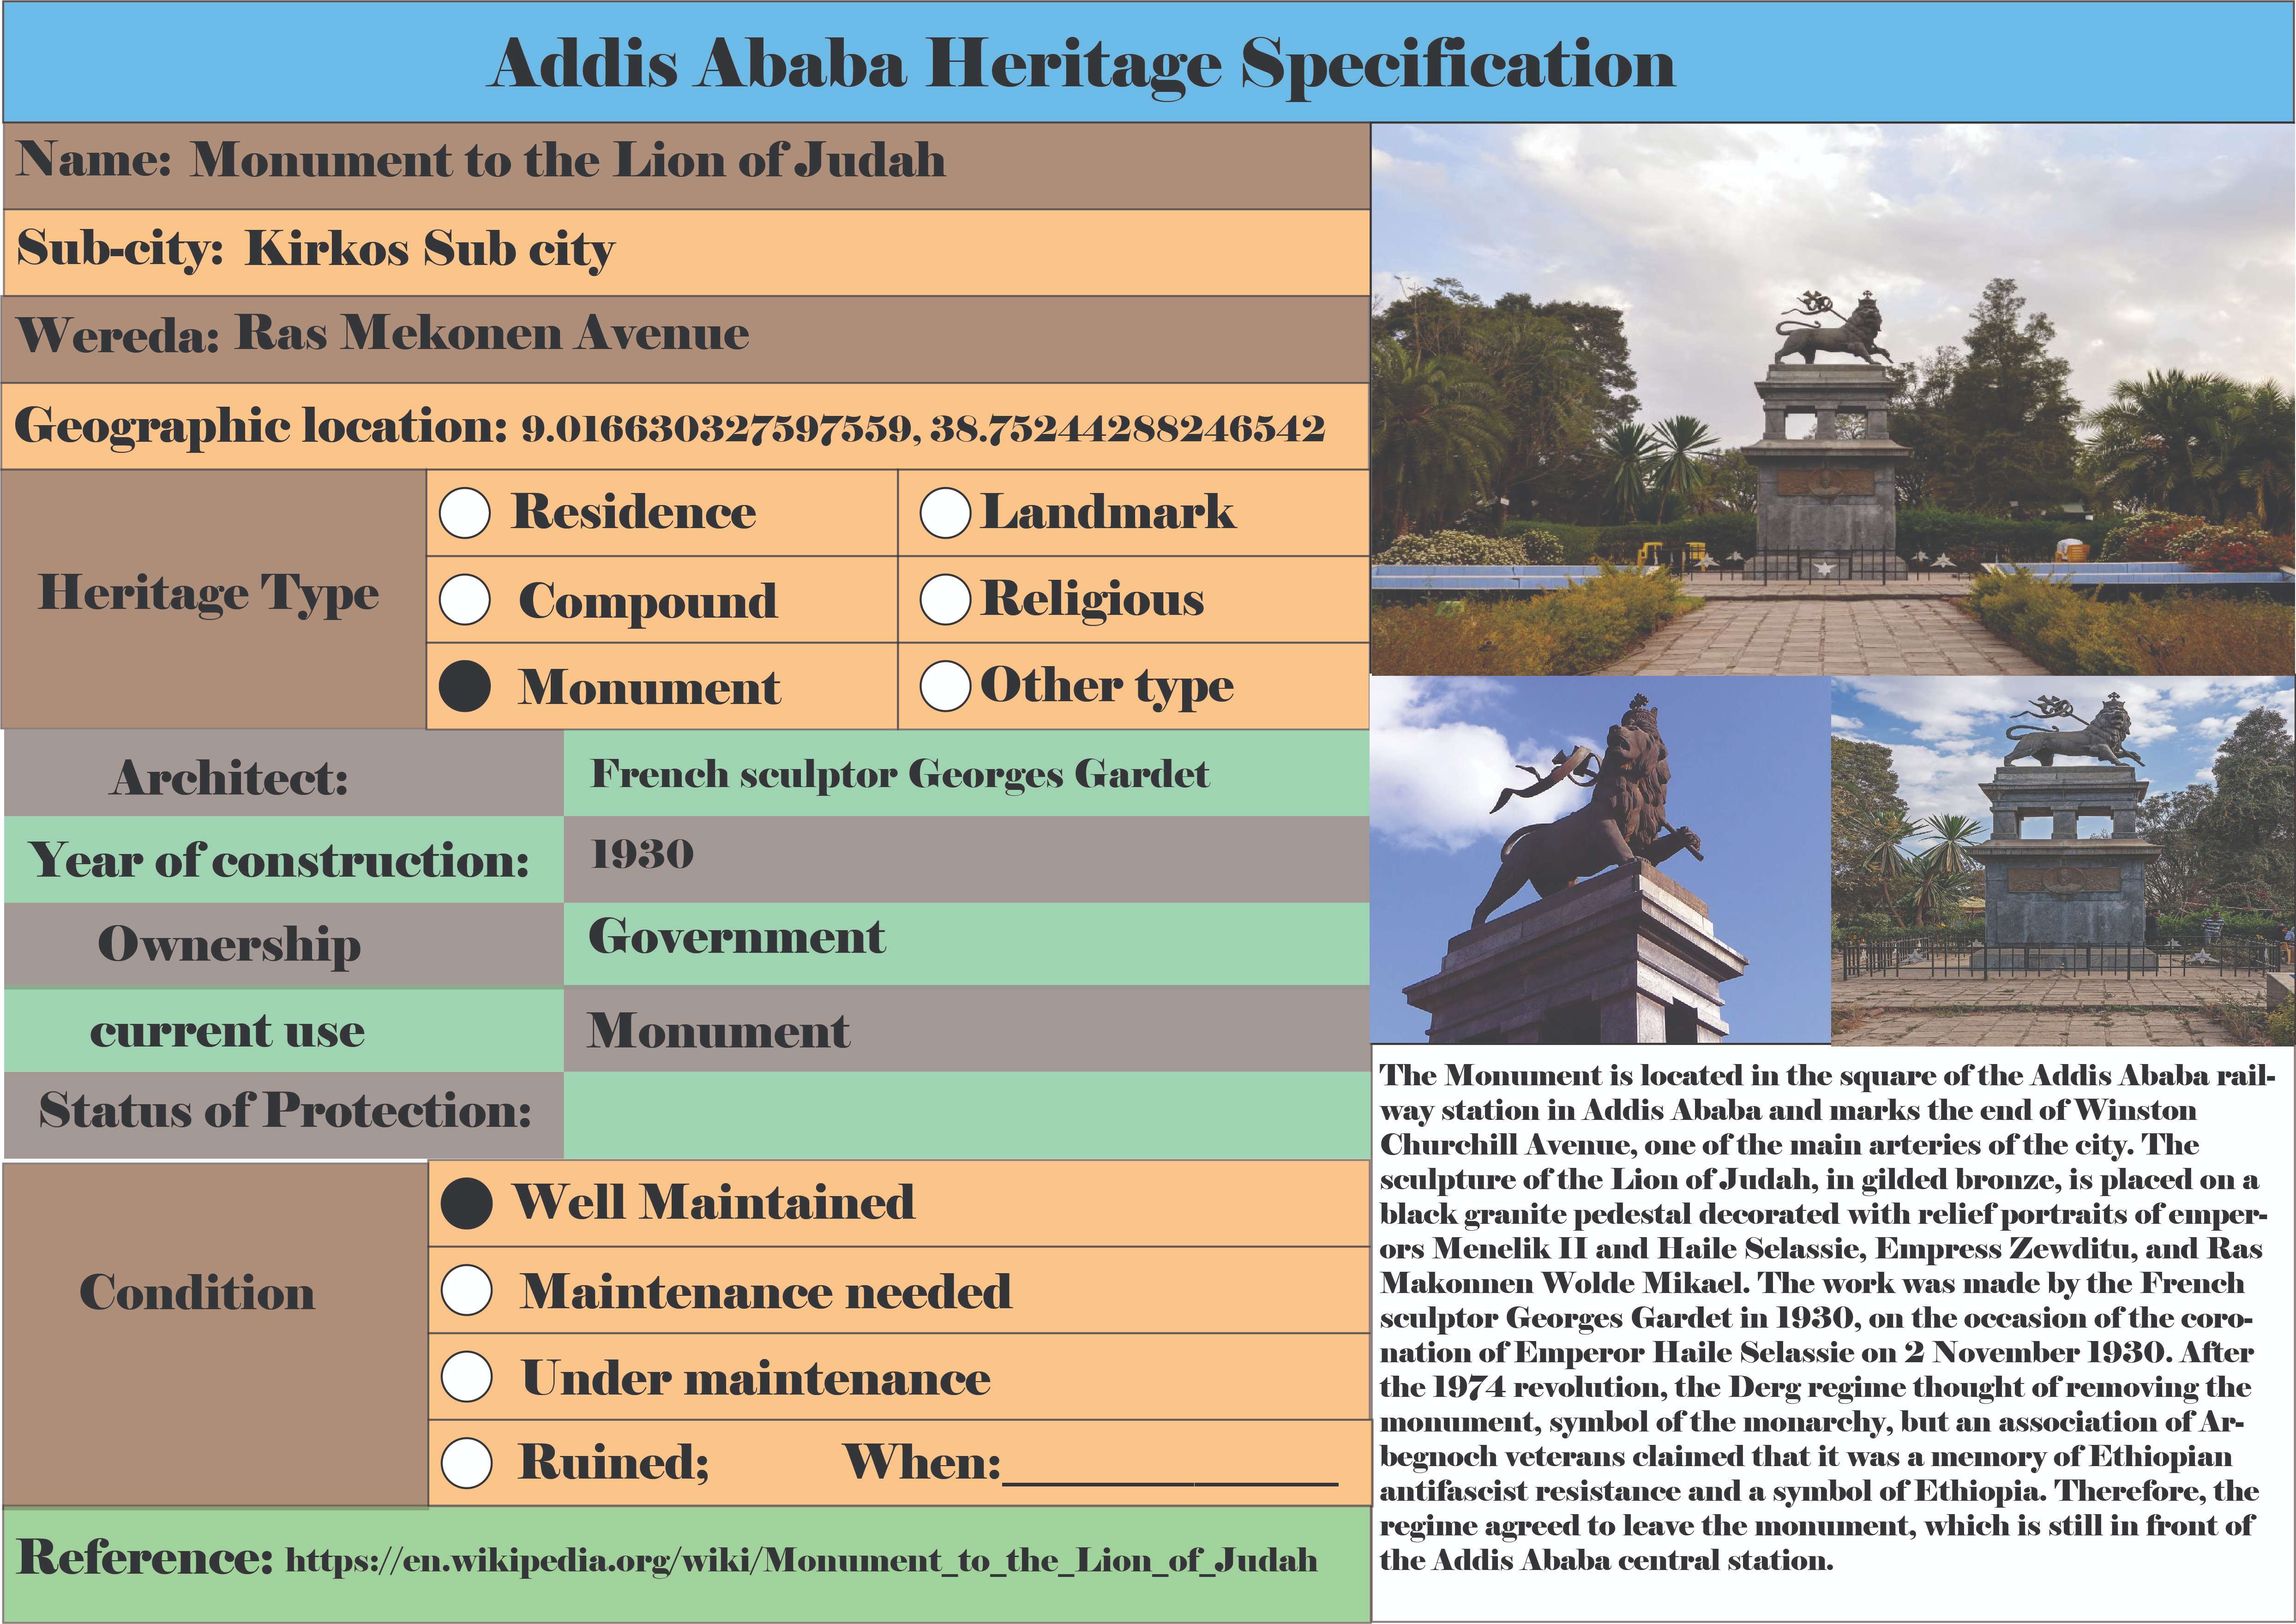 Addis Ababa Heritage Specification
Name: Monument to the Lion of Judah
Sub-city: Kirkos Sub city
Wereda: Ras Mekonen Avenue
Geographic location: 9.016630327597559, 38.75244288246542
Heritage Type
Residence
Landmark
Compound
Religious
Monument
Other type
Architect: French sculptor Georges Gardet
Year of construction: 1930
Ownership Government
current use Monument
Status of Protection:
Condition
Well Maintained
Maintenance needed
Under maintenance
Ruined; When:____________________
Reference: https://en.wikipedia.org/wiki/Monument_to_the_Lion_of_Judah
The Monument is located in the square of the Addis Ababa rail-
way station in Addis Ababa and marks the end of Winston
Churchill Avenue, one of the main arteries of the city. The
sculpture of the Lion of Judah, in gilded bronze, is placed on a
black granite pedestal decorated with relief portraits of emper-
ors Menelik II and Haile Selassie, Empress Zewditu, and Ras
Makonnen Wolde Mikael. The work was made by the French
sculptor Georges Gardet in 1930, on the occasion of the coro-
nation of Emperor Haile Selassie on 2 November 1930. After
the 1974 revolution, the Derg regime thought of removing the
monument, symbol of the monarchy, but an association of Ar-
begnoch veterans claimed that it was a memory of Ethiopian
antifascist resistance and a symbol of Ethiopia. Therefore, the
regime agreed to leave the monument, which is still in front of
the Addis Ababa central station.